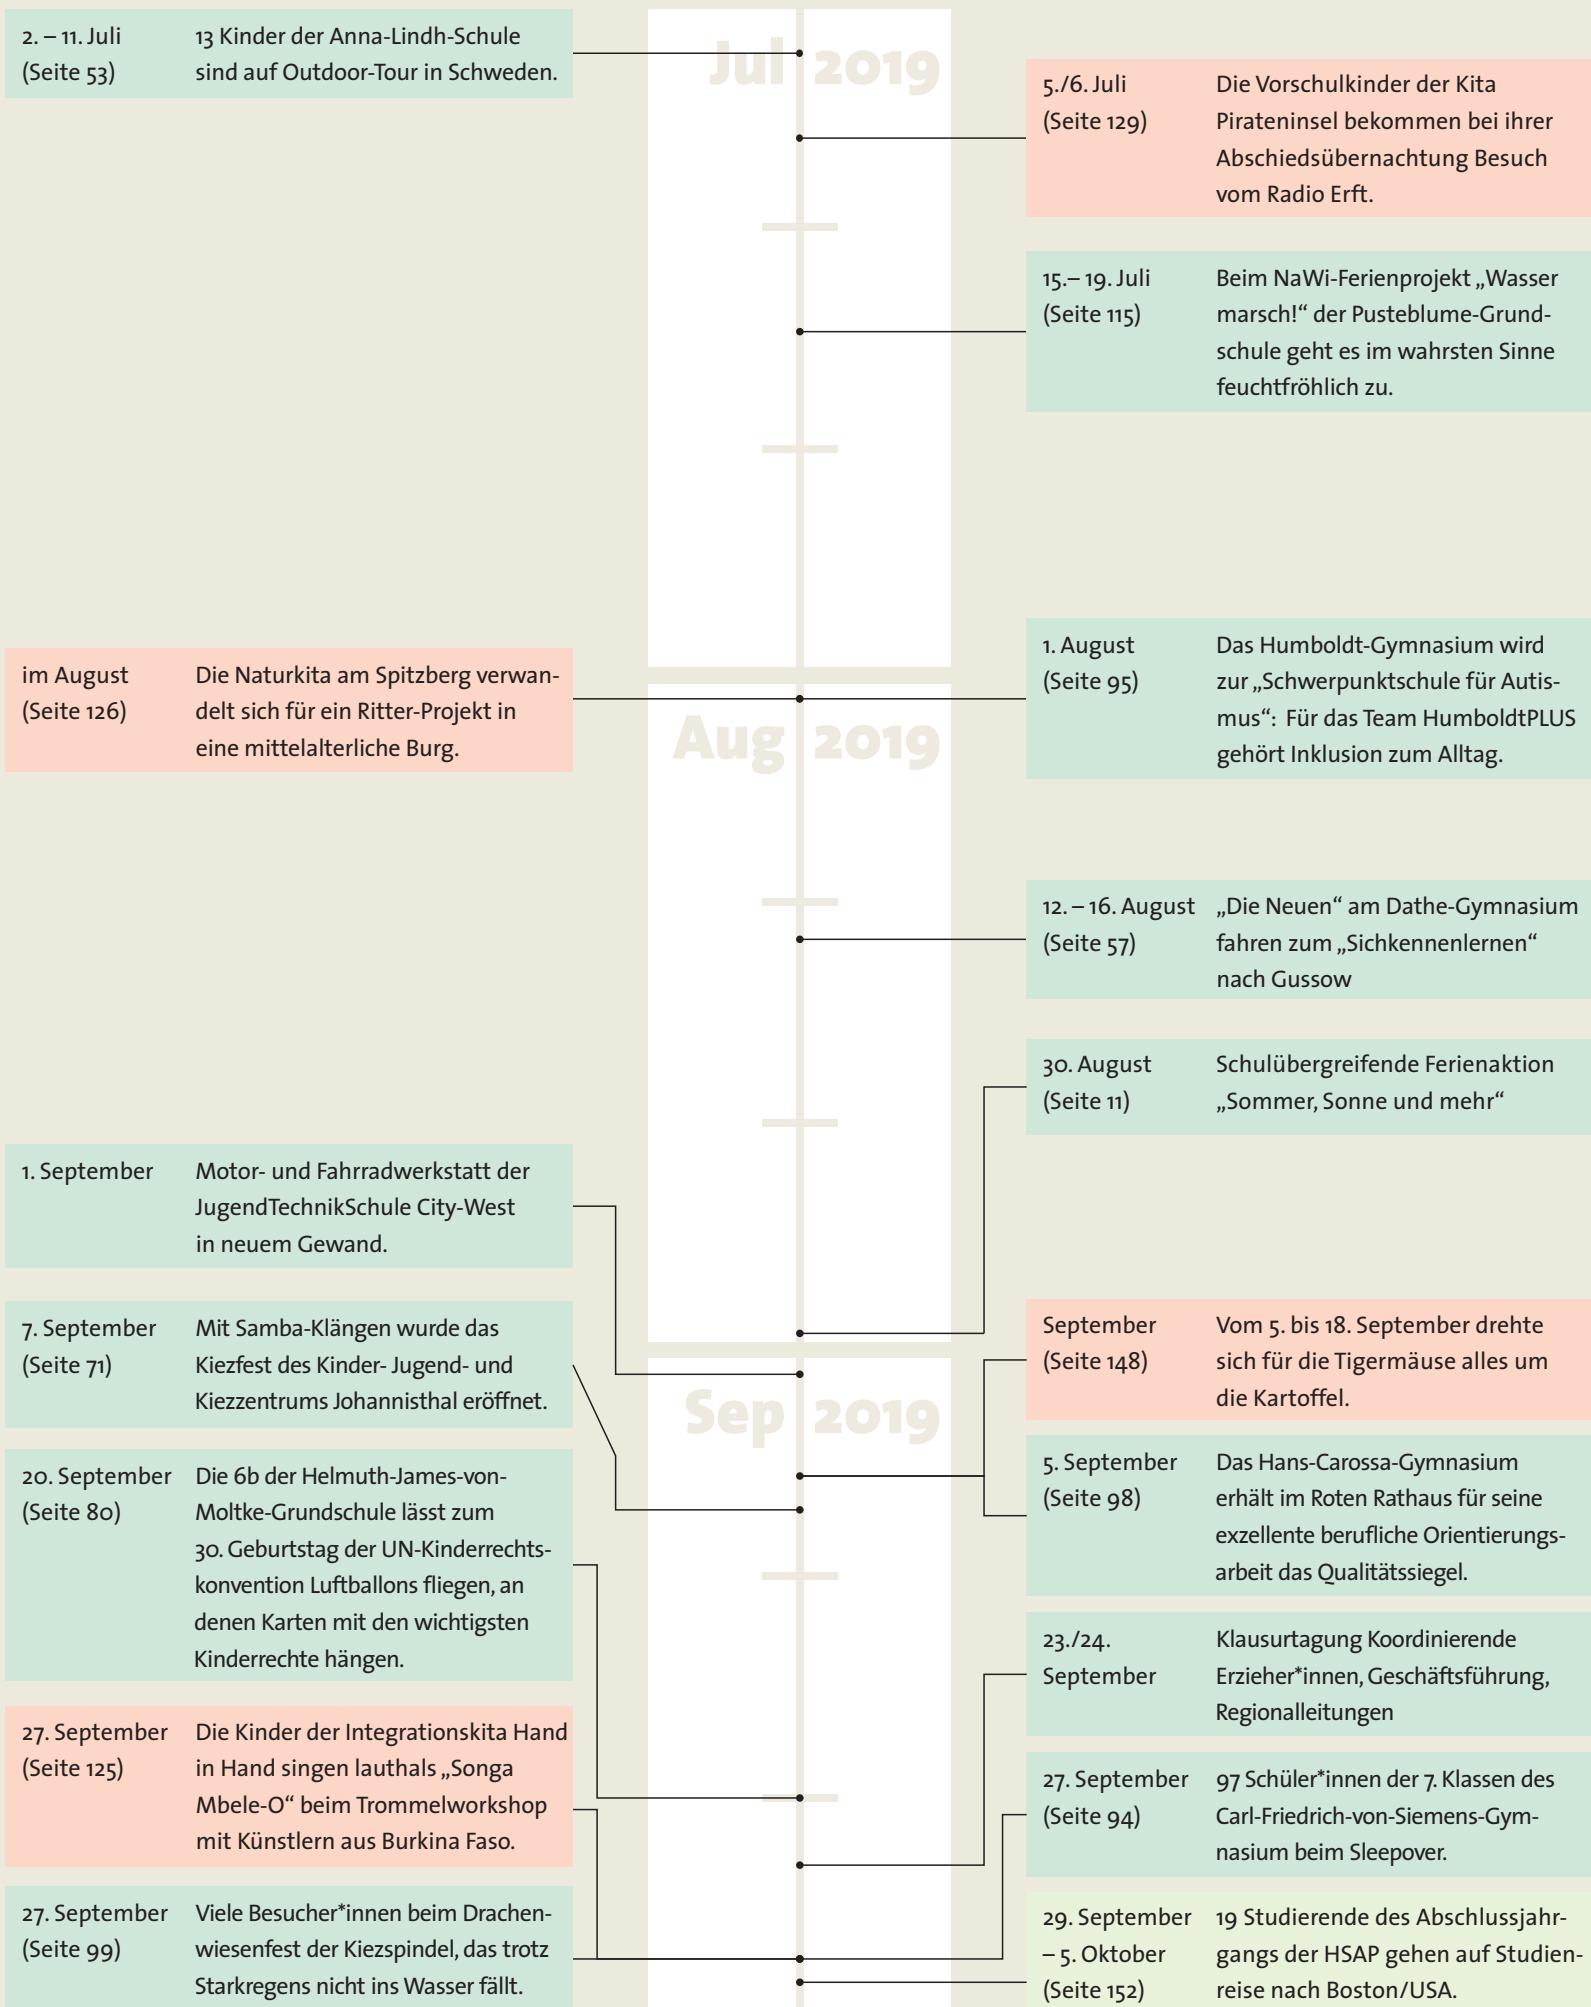 2. – 11. Juli
(Seite 53)
13 Kinder der Anna-Lindh-Schule
sind auf Outdoor-Tour in Schweden.
Jul 2019
5./6. Juli
(Seite 129)
Die Vorschulkinder der Kita
Pirateninsel bekommen bei ihrer
Abschiedsübernachtung Besuch
vom Radio Erft.
15.– 19. Juli
(Seite 115)
Beim NaWi-Ferienprojekt „Wasser
marsch!“ der Pusteblume-Grund-
schule geht es im wahrsten Sinne
feuchtfröhlich zu.
im August
(Seite 126)
Die Naturkita am Spitzberg verwan-
delt sich für ein Ritter-Projekt in
eine mittelalterliche Burg.
Aug 2019
1. August
(Seite 95)
Das Humboldt-Gymnasium wird
zur „Schwerpunktschule für Autis-
mus“: Für das Team HumboldtPLUS
gehört Inklusion zum Alltag.
12. – 16. August
(Seite 57)
„Die Neuen“ am Dathe-Gymnasium
fahren zum „Sichkennenlernen“
nach Gussow
30. August
(Seite 11)
Schulübergreifende Ferienaktion
„Sommer, Sonne und mehr“
1. September
Motor- und Fahrradwerkstatt der
JugendTechnikSchule City-West
in neuem Gewand.
7. September
(Seite 71)
Mit Samba-Klängen wurde das
Kiezfest des Kinder- Jugend- und
Kiezzentrums Johannisthal eröffnet.
Sep 2019
September
(Seite 148)
Vom 5. bis 18. September drehte
sich für die Tigermäuse alles um
die Kartoffel.
20. September
(Seite 80)
Die 6b der Helmuth-James-von-
Moltke-Grundschule lässt zum
30. Geburtstag der UN-Kinderrechts-
konvention Luftballons fliegen, an
denen Karten mit den wichtigsten
Kinderrechte hängen.
5. September
(Seite 98)
Das Hans-Carossa-Gymnasium
erhält im Roten Rathaus für seine
exzellente berufliche Orientierungs-
arbeit das Qualitätssiegel.
23./24.
September
Klausurtagung Koordinierende
Erzieher*innen, Geschäftsführung,
Regionalleitungen
27. September
(Seite 125)
Die Kinder der Integrationskita Hand
in Hand singen lauthals „Songa
Mbele-O“ beim Trommelworkshop
mit Künstlern aus Burkina Faso.
27. September
(Seite 94)
97 Schüler*innen der 7. Klassen des
Carl-Friedrich-von-Siemens-Gym-
nasium beim Sleepover.
27. September
(Seite 99)
Viele Besucher*innen beim Drachen-
wiesenfest der Kiezspindel, das trotz
Starkregens nicht ins Wasser fällt.
29. September
– 5. Oktober
(Seite 152)
19 Studierende des Abschlussjahr-
gangs der HSAP gehen auf Studien-
reise nach Boston/USA.